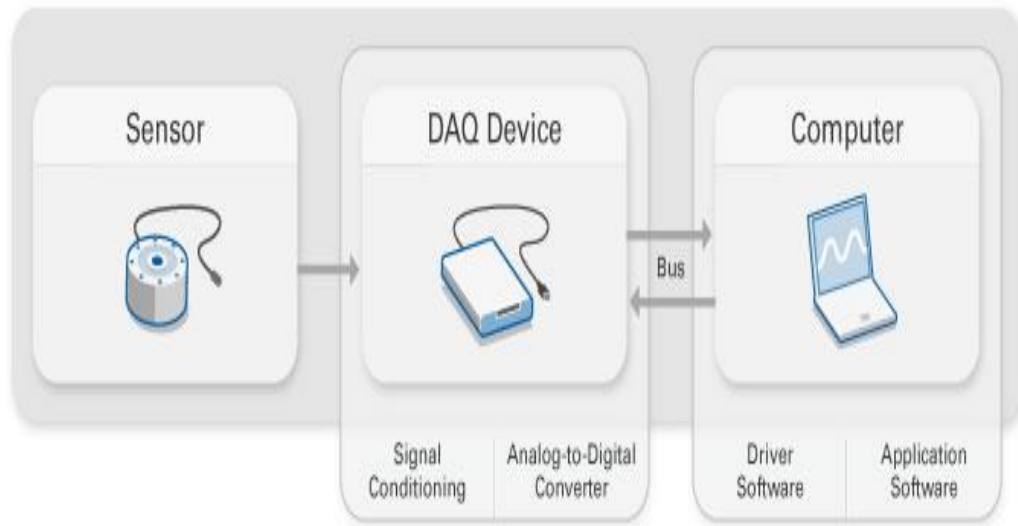 Sensor
DAQ Device
Computer
Bus
Signal
Conditioning
Analog-to-Digital
Converter
Driver
Software
Application
Software